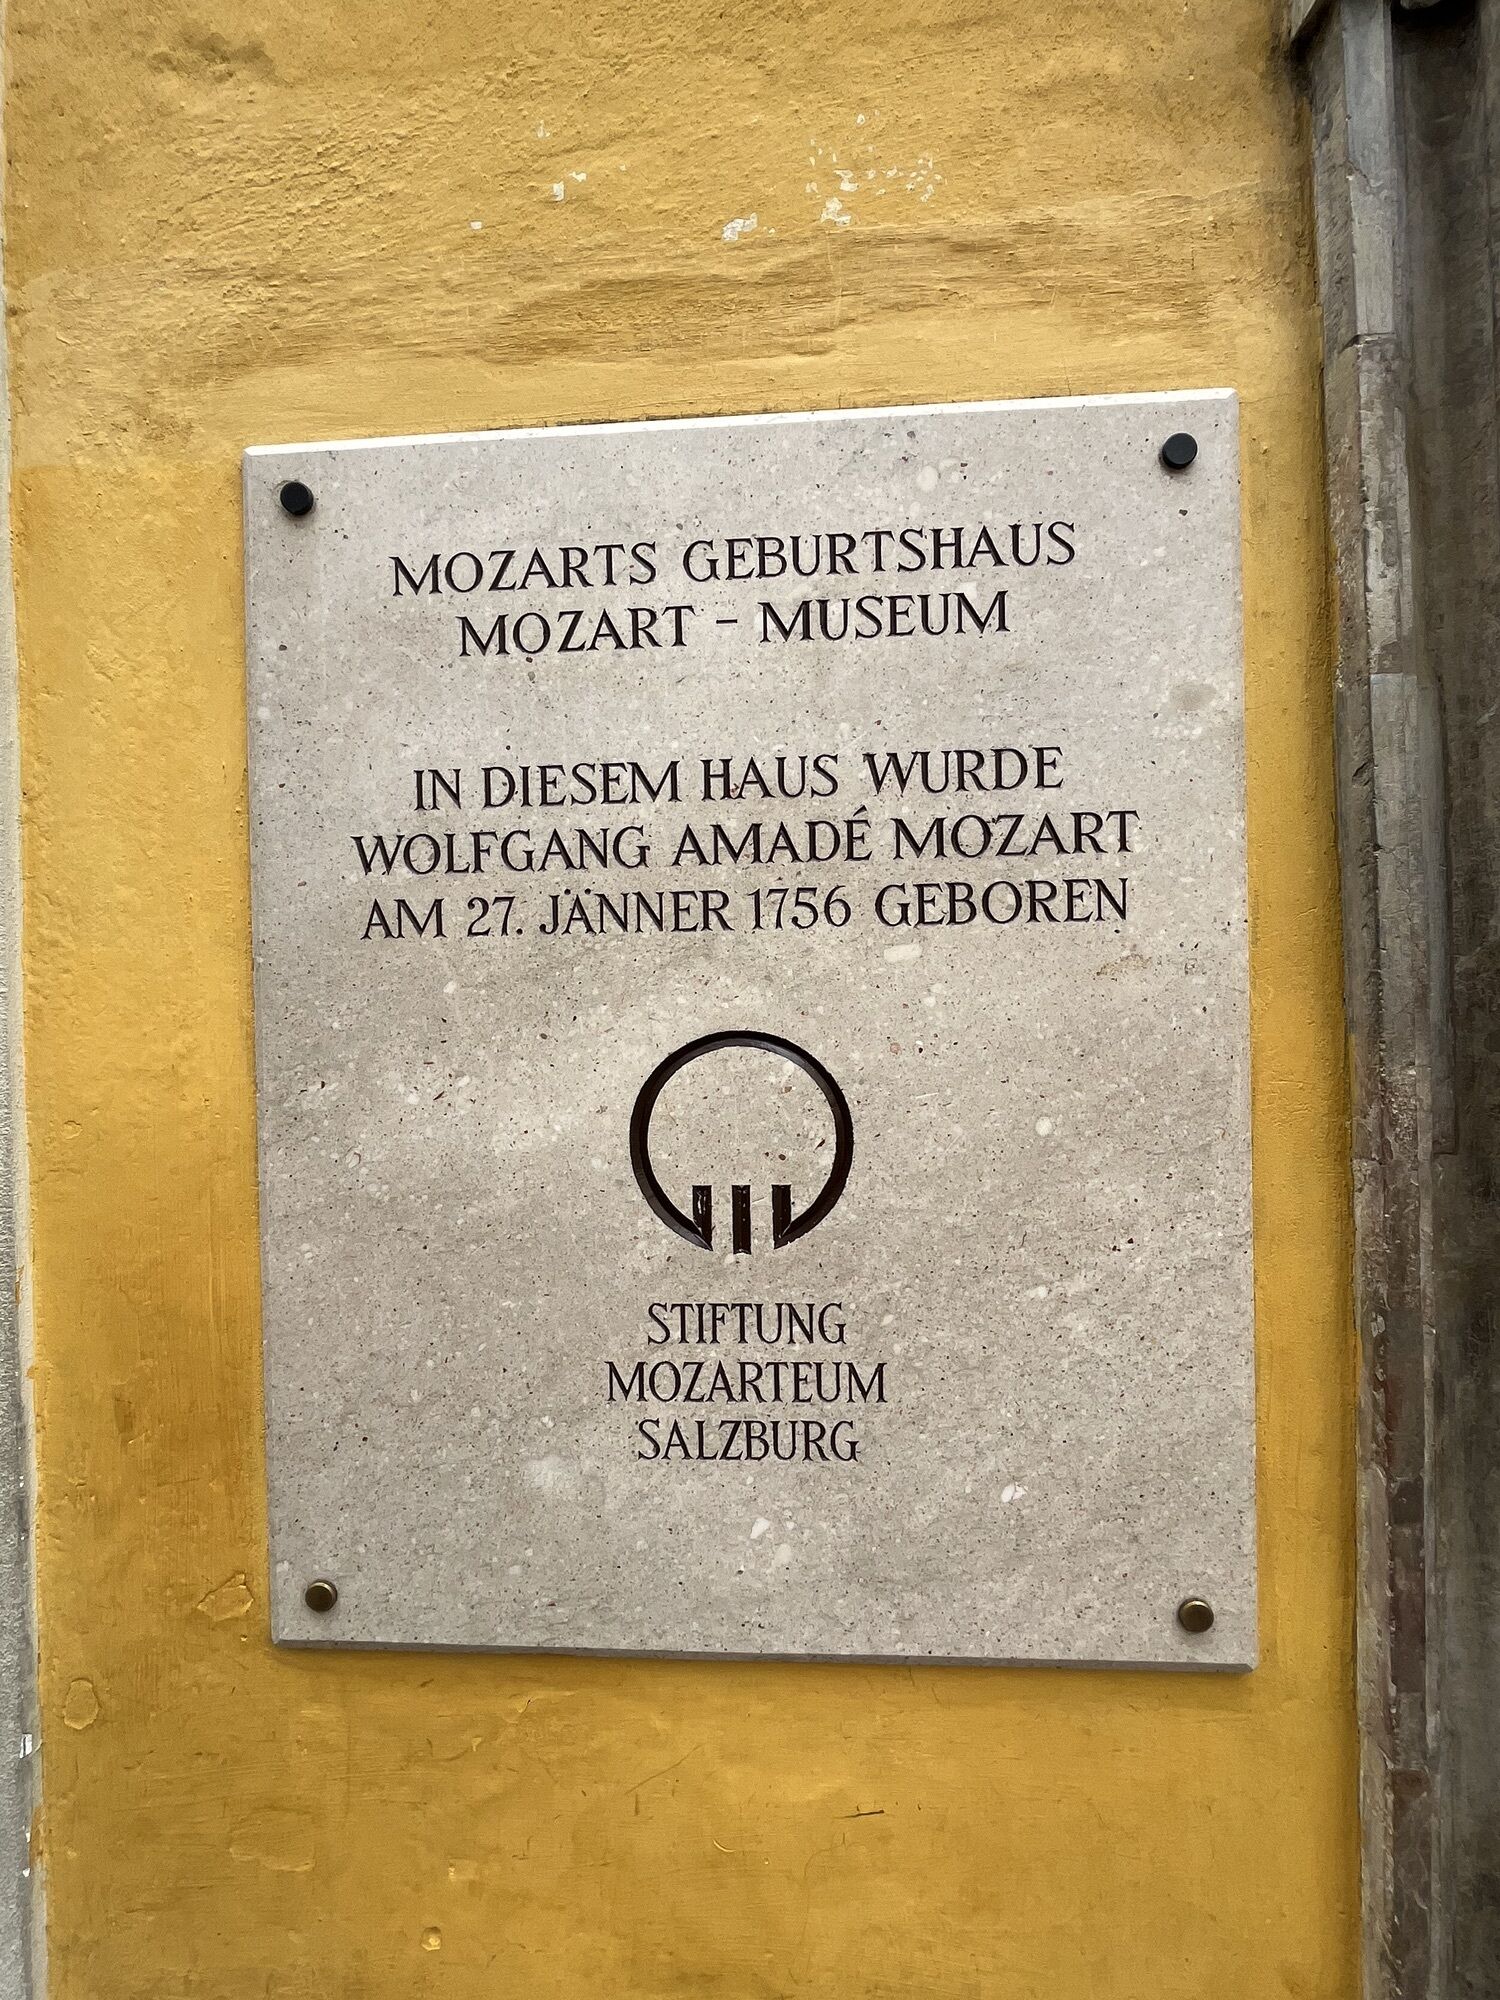 MOZARTS GEBURTSHAUS
MOZART - MUSEUM
IN DIESEM HAUS WURDE
WOLFGANG AMADÉ MOZART
AM 27. JÄNNER 1756 GEBOREN
STIFTUNG
MOZARTEUM
SALZBURG